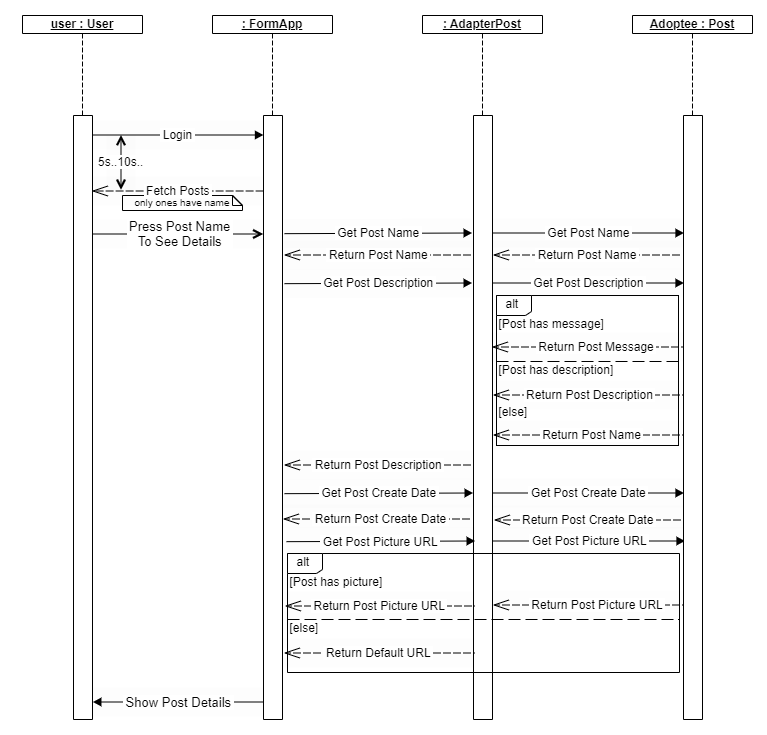 user : User
: FormApp
: AdapterPost
Adoptee : Post
Login
5s..10s..
Fetch Posts
only ones have name
Press Post Name
To See Details
Get Post Name
Get Post Name
Return Post Name
Return Post Name
Get Post Description
Get Post Description
alt
[Post has message]
Return Post Message
[Post has description]
Return Post Description
[else]
Return Post Name
Return Post Description
Get Post Create Date
Get Post Create Date
Return Post Create Date
Return Post Create Date
Get Post Picture URL
Get Post Picture URL
alt
[Post has picture]
Return Post Picture URL
Return Post Picture URL
[else]
Return Default URL
Show Post Details